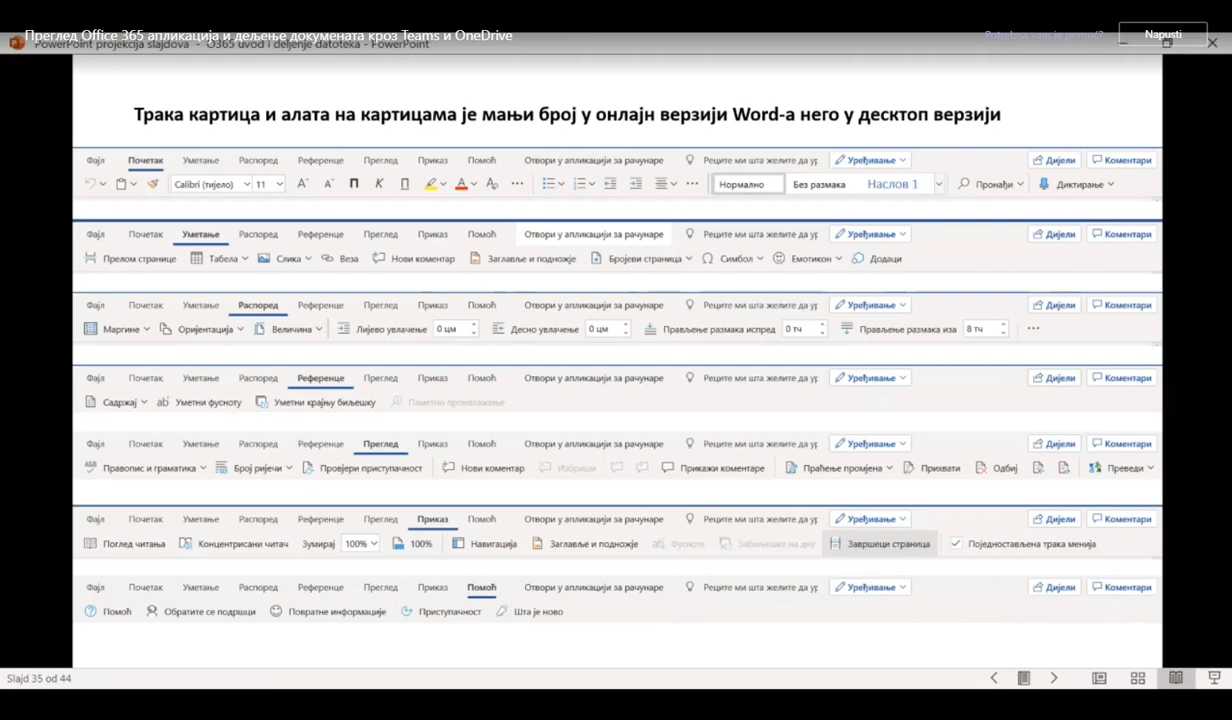 Преглед Office 365 апликација и дељење докумената кроз Teams и OneDrive
PowerPoint projekcija slajdova - O365 uvod i deljenje datoteka - PowerPoint
Potrebna vam je pomoć?
Napusti
Трака картица и алата на картицама је мањи број у онлајн верзији Word-a него у десктоп верзији
Фајл Почетак Уметање Распоред Референце Преглед Приказ Помоћ Отвори у апликацији за рачунаре Реците ми шта желите да ур Уређивање Дијели Коментари
Calibri (тијело) 11 П К П Нормално Без размака Наслов 1 Пронађи Диктирање
Фајл Почетак Уметање Распоред Референце Преглед Приказ Помоћ Отвори у апликацији за рачунаре Реците ми шта желите да ур Уређивање Дијели Коментари
Прелом странице Табела Слика Веза Нови коментар Заглавље и подножје Бројеви страница Симбол Емотикон Додаци
Фајл Почетак Уметање Распоред Референце Преглед Приказ Помоћ Отвори у апликацији за рачунаре Реците ми шта желите да ур Уређивање Дијели Коментари
Маргине Оријентација Величина Лијево увлачење 0 цм Десно увлачење 0 цм Прављење размака испред 0 тч Прављење размака иза 8 тч
Фајл Почетак Уметање Распоред Референце Преглед Приказ Помоћ Отвори у апликацији за рачунаре Реците ми шта желите да ур Уређивање Дијели Коментари
Садржај ab Уметни фусноту Уметни крајњу биљешку Паметно проналажење
Фајл Почетак Уметање Распоред Референце Преглед Приказ Помоћ Отвори у апликацији за рачунаре Реците ми шта желите да ур Уређивање Дијели Коментари
Правопис и граматика Број ријечи Провјери приступачност Нови коментар Избриши Прикажи коментаре Праћење промјена Прихвати Одбиј Преведи
Фајл Почетак Уметање Распоред Референце Преглед Приказ Помоћ Отвори у апликацији за рачунаре Реците ми шта желите да ур Уређивање Дијели Коментари
Поглед читања Концентрисани читач Зумирај 100% 100% Навигација Заглавље и подножје Фусноте Забиљешке на дну Завршеци страница Поједностављена трака менија
Фајл Почетак Уметање Распоред Референце Преглед Приказ Помоћ Отвори у апликацији за рачунаре Реците ми шта желите да ур Уређивање Дијели Коментари
Помоћ Обратите се подршци Повратне информације Приступачност Шта је ново
Slajd 35 od 44